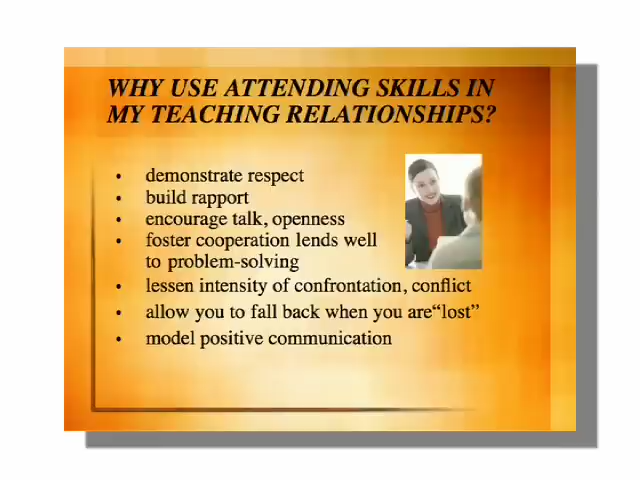 WHY USE ATTENDING SKILLS IN
MY TEACHING RELATIONSHIPS?
• demonstrate respect
• build rapport
• encourage talk, openness
• foster cooperation lends well
to problem-solving
• lessen intensity of confrontation, conflict
• allow you to fall back when you are“lost”
• model positive communication